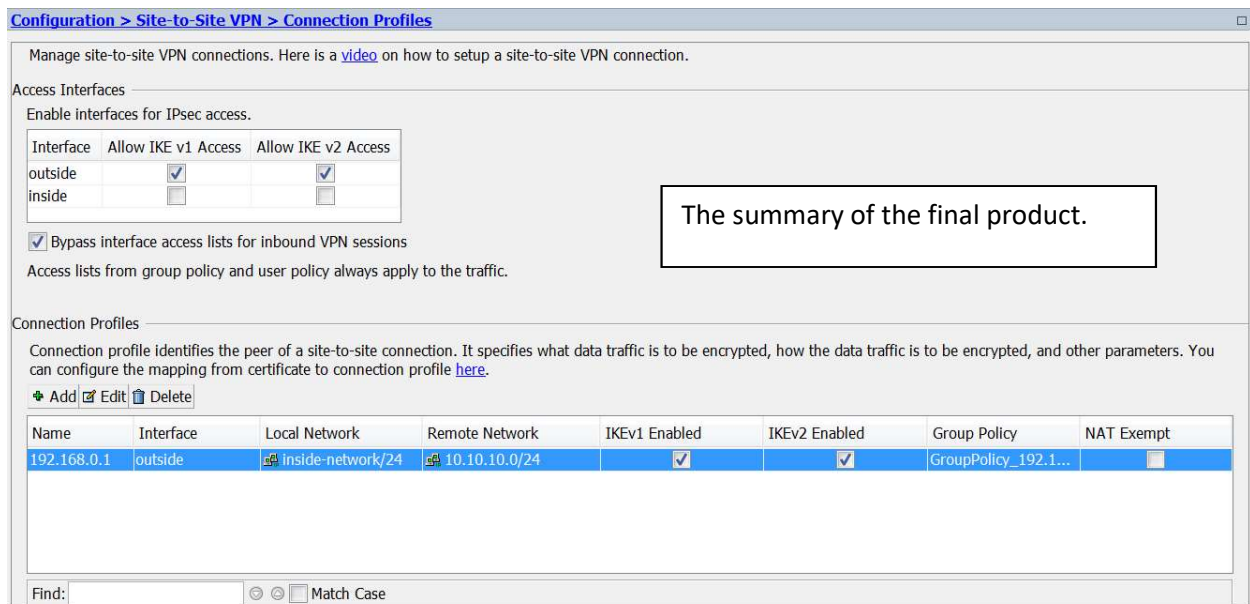 Configuration > Site-to-Site VPN > Connection Profiles
Manage site-to-site VPN connections. Here is a video on how to setup a site-to-site VPN connection.
Access Interfaces
Enable interfaces for IPsec access.
Interface Allow IKE v1 Access Allow IKE v2 Access
outside
inside
The summary of the final product.
Bypass interface access lists for inbound VPN sessions
Access lists from group policy and user policy always apply to the traffic.
Connection Profiles
Connection profile identifies the peer of a site-to-site connection. It specifies what data traffic is to be encrypted, how the data traffic is to be encrypted, and other parameters. You
can configure the mapping from certificate to connection profile here.
Add Edit Delete
Name Interface Local Network Remote Network IKEv1 Enabled IKEv2 Enabled Group Policy NAT Exempt
192.168.0.1 outside inside-network/24 10.10.10.0/24 GroupPolicy_192.1...
Find: Match Case